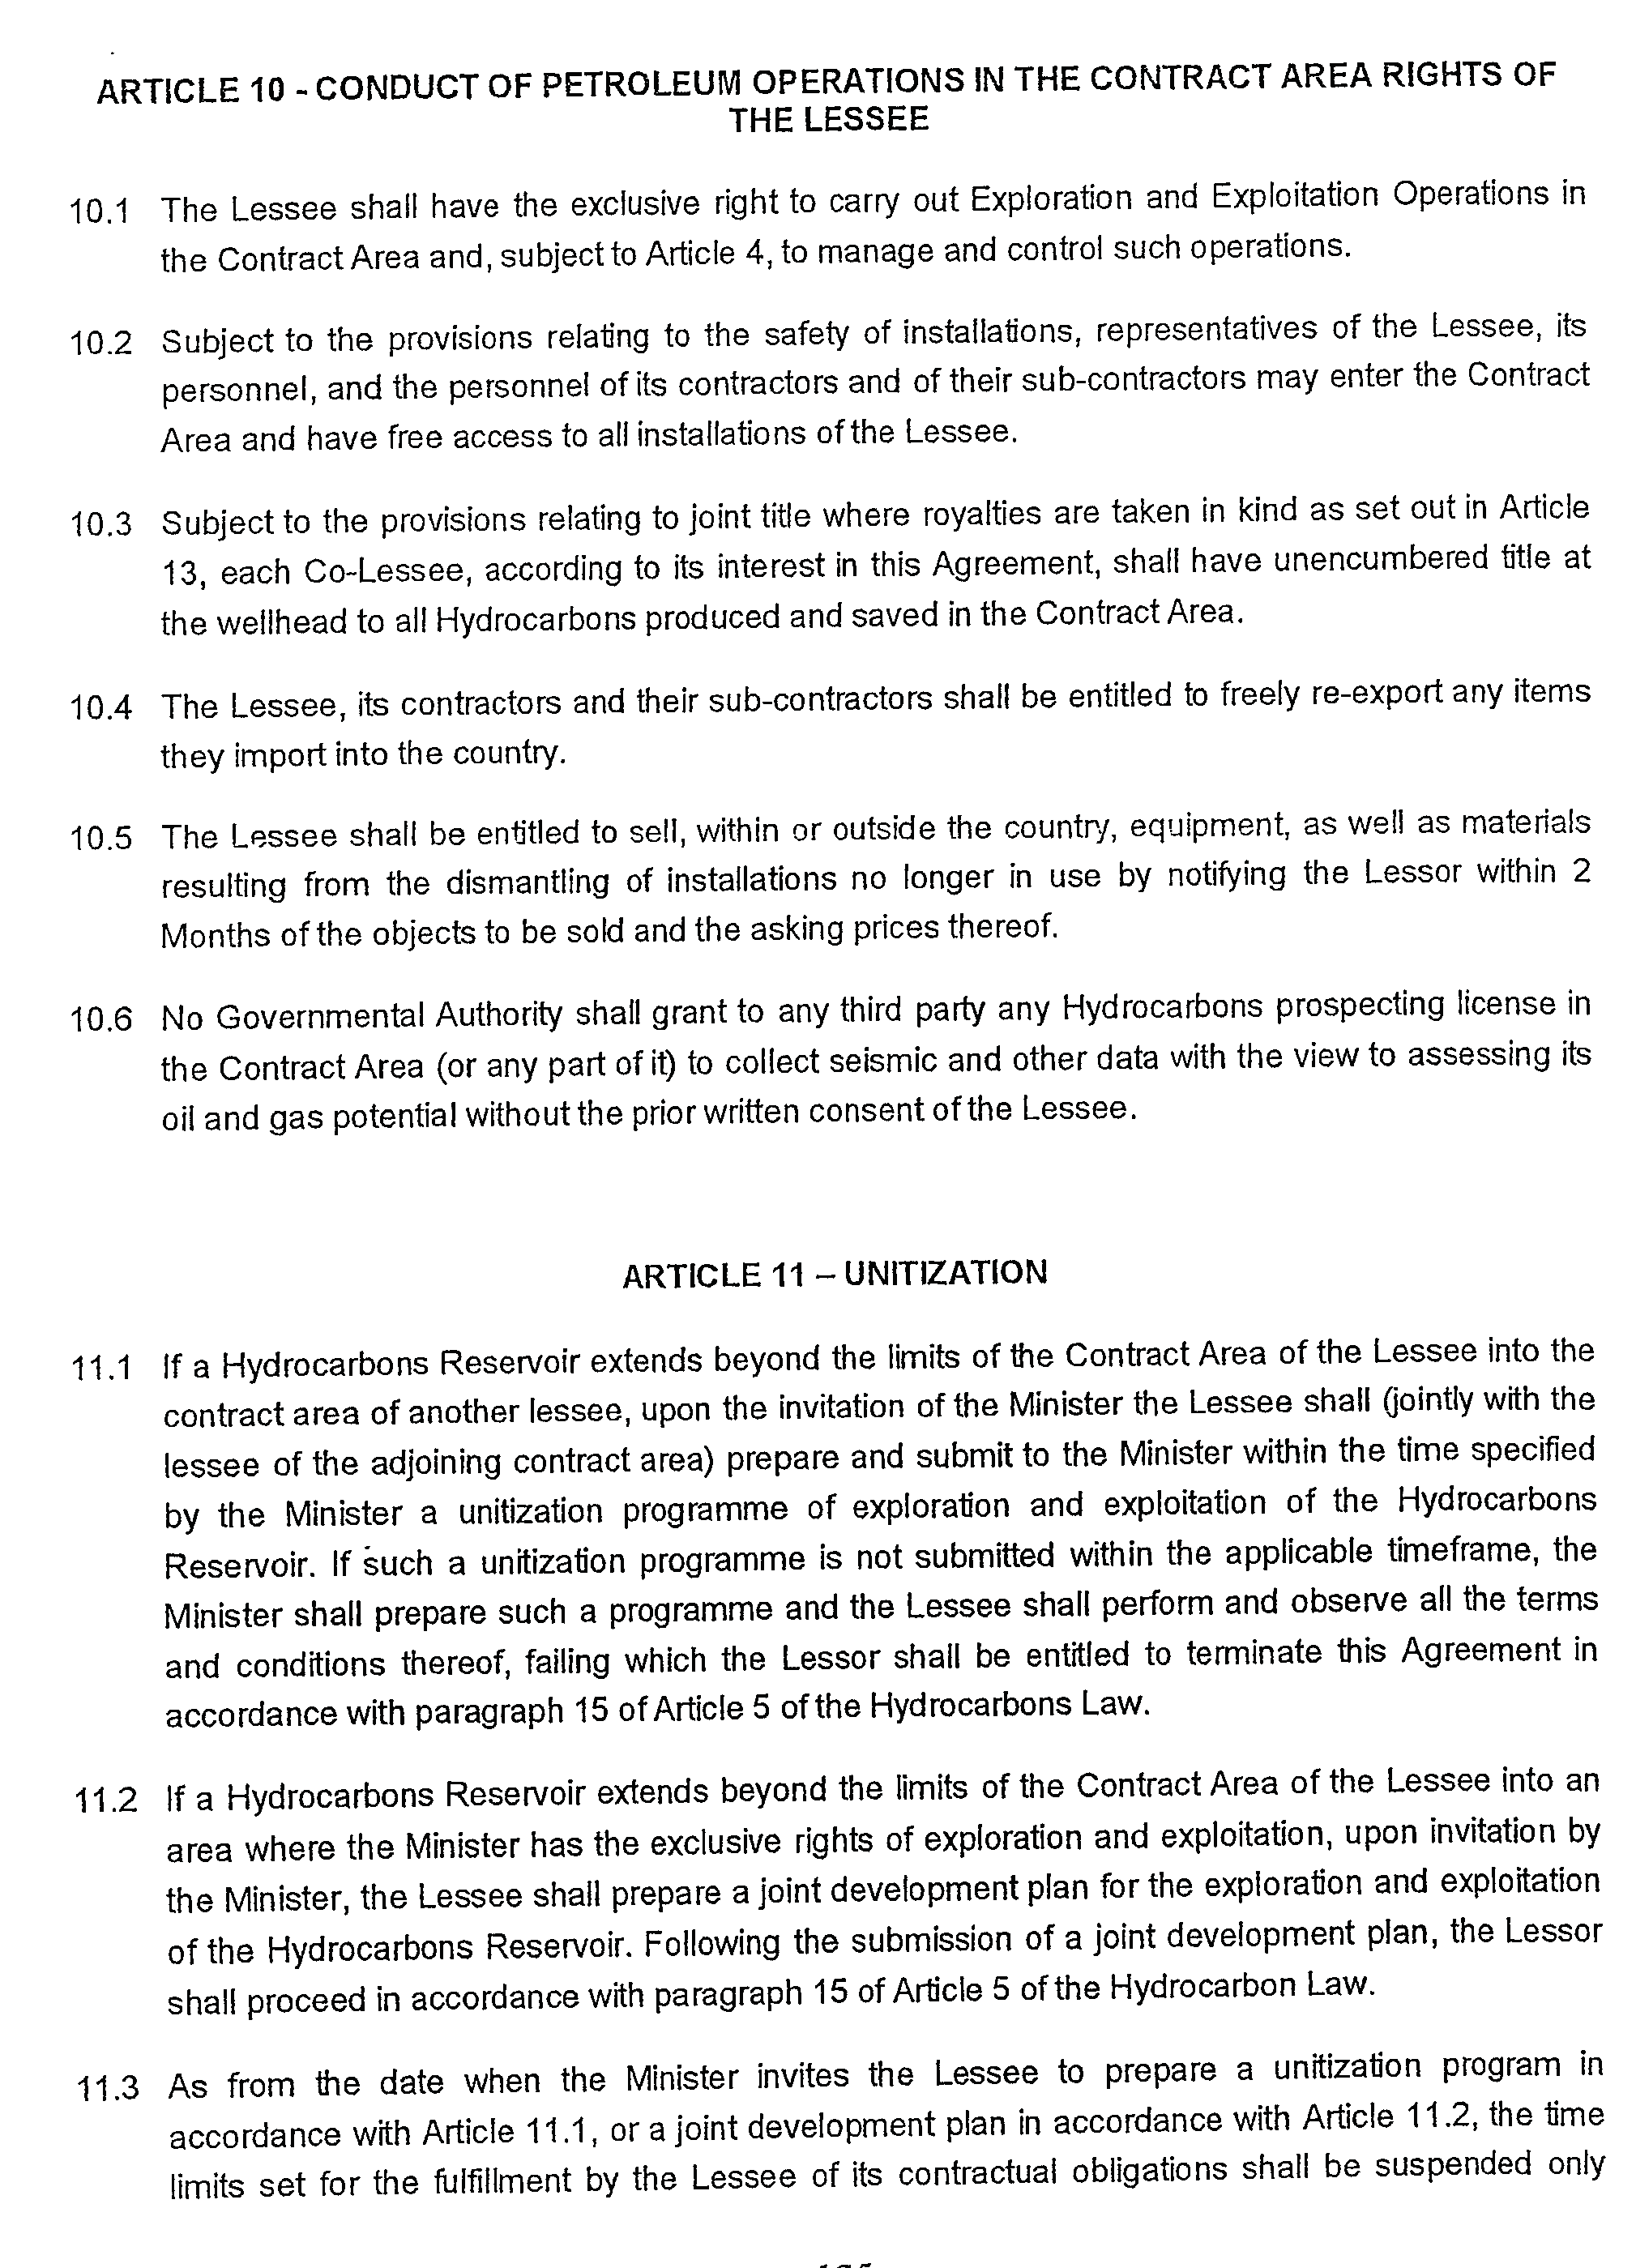 ARTICLE 10 - CONDUCT OF PETROLEUM OPERATIONS IN THE CONTRACT AREA RIGHTS OF
THE LESSEE
10.1 The Lessee shall have the exclusive right to carry out Exploration and Exploitation Operations in
the Contract Area and, subject to Article 4, to manage and control such operations.
10.2 Subject to the provisions relating to the safety of installations, representatives of the Lessee, its
personnel, and the personnel of its contractors and of their sub-contractors may enter the Contract
Area and have free access to all installations of the Lessee.
10.3 Subject to the provisions relating to joint title where royalties are taken in kind as set out in Article
13, each Co-Lessee, according to its interest in this Agreement, shall have unencumbered title at
the wellhead to all Hydrocarbons produced and saved in the Contract Area.
10.4 The Lessee, its contractors and their sub-contractors shall be entitled to freely re-export any items
they import into the country.
10.5 The Lessee shall be entitled to sell, within or outside the country, equipment, as well as materials
resulting from the dismantling of installations no longer in use by notifying the Lessor within 2
Months of the objects to be sold and the asking prices thereof.
10.6 No Governmental Authority shall grant to any third party any Hydrocarbons prospecting license in
the Contract Area (or any part of it) to collect seismic and other data with the view to assessing its
oil and gas potential without the prior written consent of the Lessee.
ARTICLE 11 – UNITIZATION
11.1 If a Hydrocarbons Reservoir extends beyond the limits of the Contract Area of the Lessee into the
contract area of another lessee, upon the invitation of the Minister the Lessee shall (jointly with the
lessee of the adjoining contract area) prepare and submit to the Minister within the time specified
by the Minister a unitization programme of exploration and exploitation of the Hydrocarbons
Reservoir. If such a unitization programme is not submitted within the applicable timeframe, the
Minister shall prepare such a programme and the Lessee shall perform and observe all the terms
and conditions thereof, failing which the Lessor shall be entitled to terminate this Agreement in
accordance with paragraph 15 of Article 5 of the Hydrocarbons Law.
11.2 If a Hydrocarbons Reservoir extends beyond the limits of the Contract Area of the Lessee into an
area where the Minister has the exclusive rights of exploration and exploitation, upon invitation by
the Minister, the Lessee shall prepare a joint development plan for the exploration and exploitation
of the Hydrocarbons Reservoir. Following the submission of a joint development plan, the Lessor
shall proceed in accordance with paragraph 15 of Article 5 of the Hydrocarbon Law.
11.3 As from the date when the Minister invites the Lessee to prepare a unitization program in
accordance with Article 11.1, or a joint development plan in accordance with Article 11.2, the time
limits set for the fulfillment by the Lessee of its contractual obligations shall be suspended only